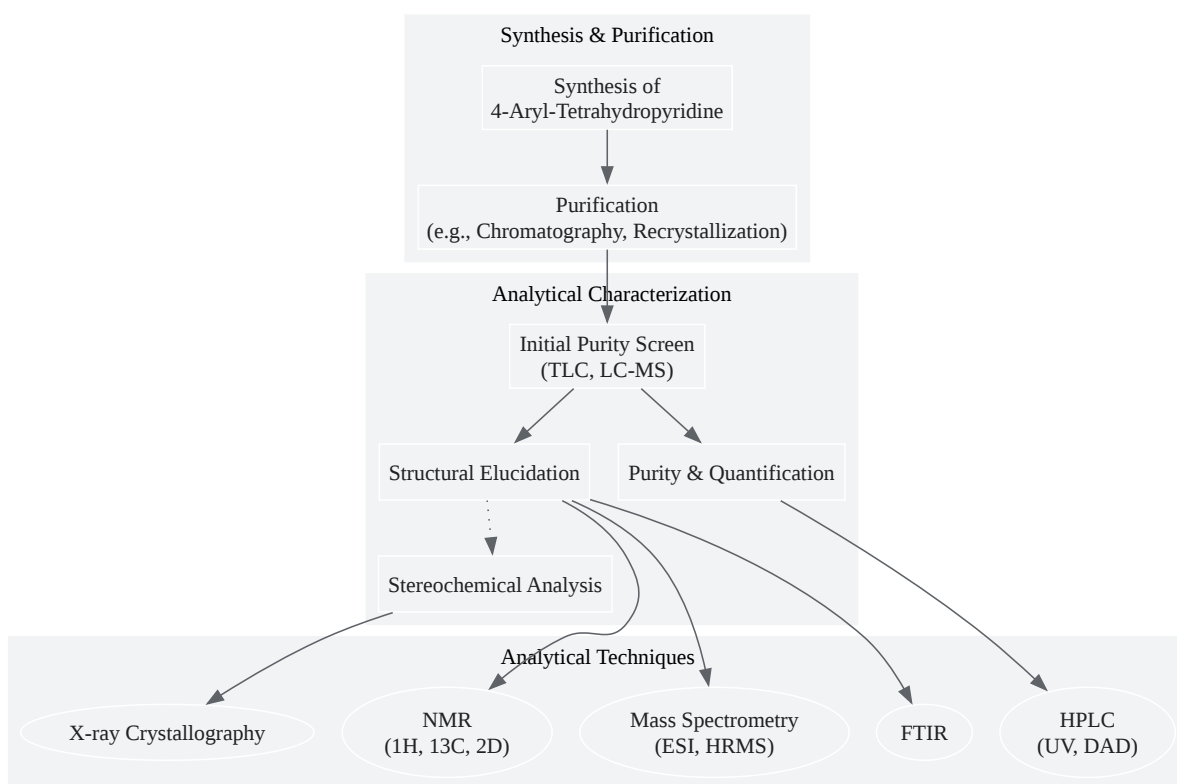 Synthesis & Purification
Synthesis of
4-Aryl-Tetrahydropyridine
Purification
(e.g., Chromatography, Recrystallization)
Analytical Characterization
Initial Purity Screen
(TLC, LC-MS)
Structural Elucidation
Purity & Quantification
Stereochemical Analysis
Analytical Techniques
X-ray Crystallography
NMR
(1H, 13C, 2D)
Mass Spectrometry
(ESI, HRMS)
FTIR
HPLC
(UV, DAD)